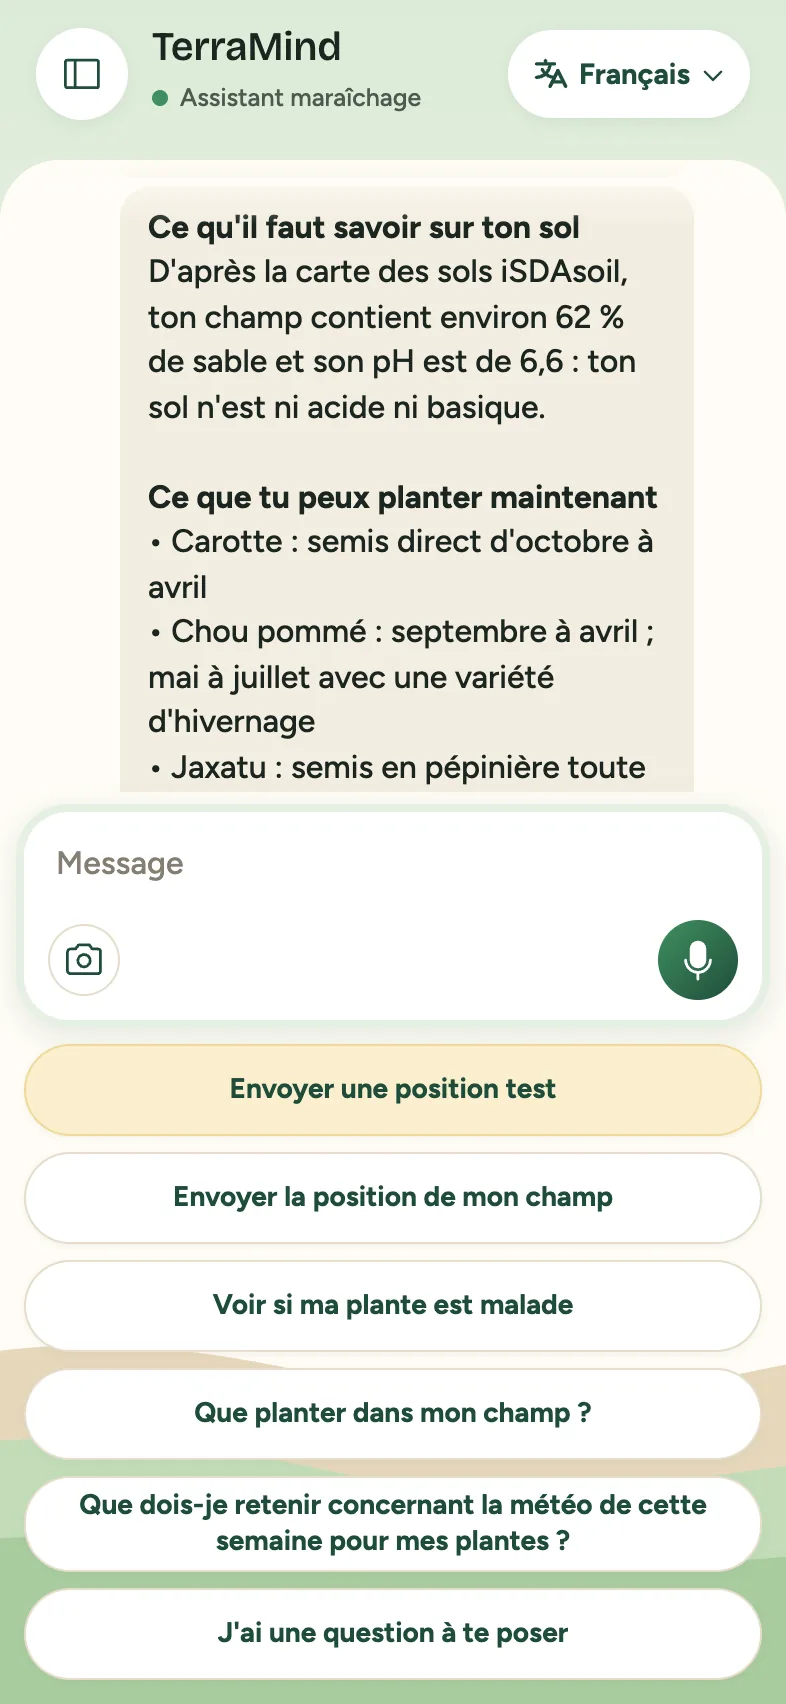 TerraMind
Assistant maraîchage
Français
Ce qu'il faut savoir sur ton sol
D'après la carte des sols iSDAsoil,
ton champ contient environ 62 %
de sable et son pH est de 6,6 : ton
sol n'est ni acide ni basique.
Ce que tu peux planter maintenant
• Carotte : semis direct d'octobre à
avril
• Chou pommé : septembre à avril ;
mai à juillet avec une variété
d'hivernage
• Jaxatu : semis en pépinière toute
Message
Envoyer une position test
Envoyer la position de mon champ
Voir si ma plante est malade
Que planter dans mon champ ?
Que dois-je retenir concernant la météo de cette
semaine pour mes plantes ?
J'ai une question à te poser